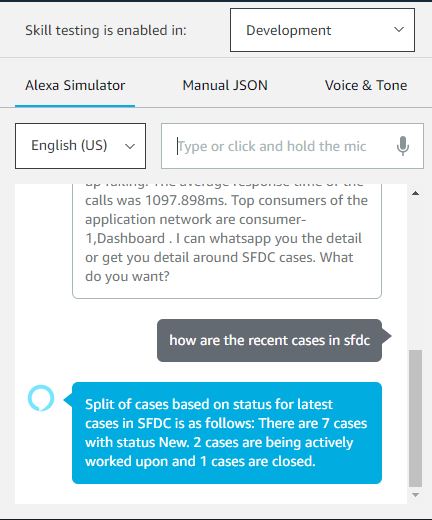 Skill testing is enabled in: Development
Alexa Simulator Manual JSON Voice & Tone
English (US) Type or click and hold the mic
up failing. The average response time of the
calls was 1097.898ms. Top consumers of the
application network are consumer-
1,Dashboard . I can whatsapp you the detail
or get you detail around SFDC cases. What
do you want?
how are the recent cases in sfdc
Split of cases based on status for latest
cases in SFDC is as follows: There are 7 cases
with status New. 2 cases are being actively
worked upon and 1 cases are closed.